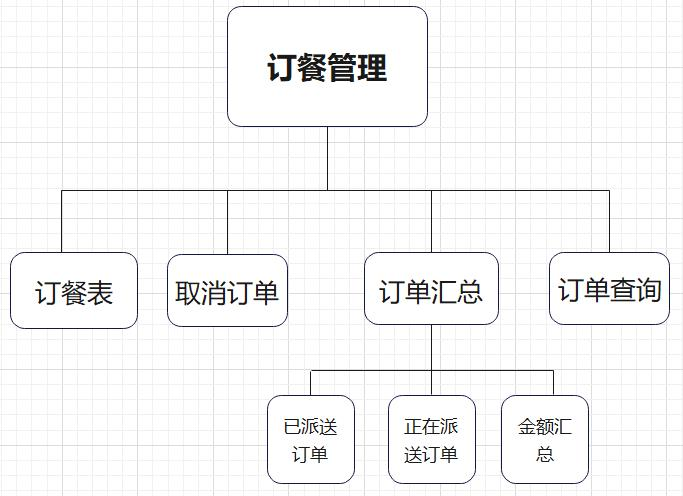 订餐管理
订餐表
取消订单
订单汇总
订单查询
已派送
订单
正在派
送订单
金额汇
总